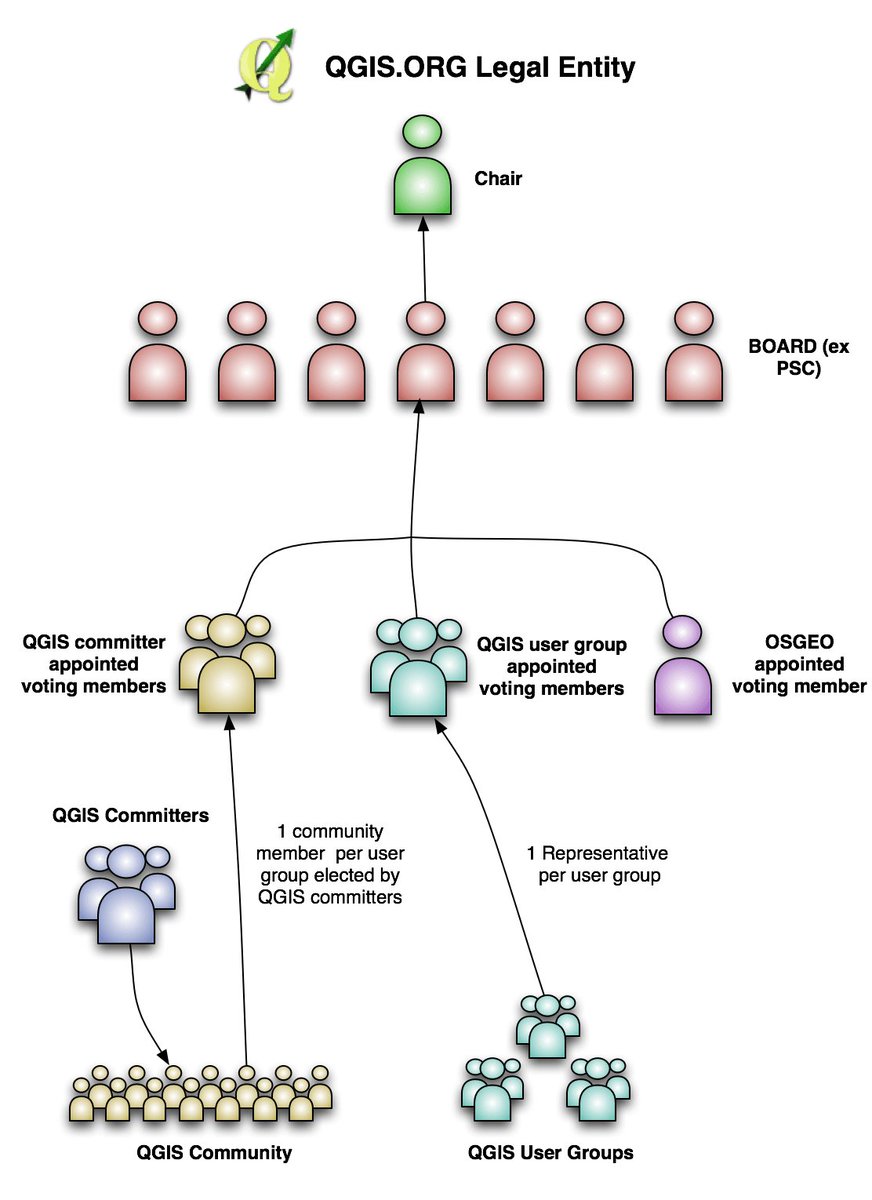 QGIS.ORG Legal Entity
Chair
BOARD (ex
PSC)
QGIS committer
appointed
voting members
QGIS user group
appointed
voting members
OSGEO
appointed
voting member
QGIS Committers
1 community
member per user
group elected by
QGIS committers
1 Representative
per user group
QGIS Community
QGIS User Groups